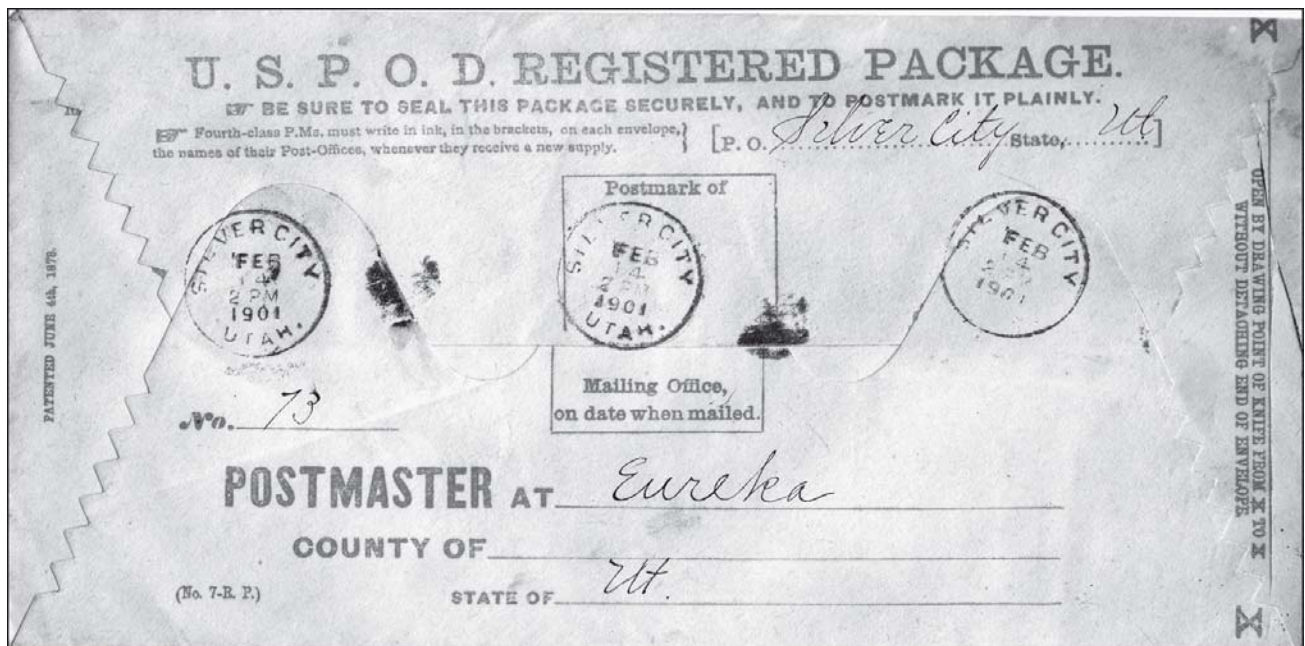 U. S. P. O. D. REGISTERED PACKAGE.
☞ BE SURE TO SEAL THIS PACKAGE SECURELY, AND TO POSTMARK IT PLAINLY.
☞ Fourth-class P.Ms. must write in ink, in the brackets, on each envelope,
the names of their Post-Offices, whenever they receive a new supply.
[P. O. Silver City State, Ut]
Postmark of
SILVER CITY
FEB
14
2 PM
1901
UTAH.
SILVER CITY
FEB
14
2 PM
1901
UTAH.
SILVER CITY
FEB
14
2 PM
1901
Mailing Office,
on date when mailed.
No. 73
POSTMASTER AT Eureka
COUNTY OF
STATE OF Ut.
(No. 7-R. P.)
PATENTED JUNE 4th, 1878.
OPEN BY DRAWING POINT OF KNIFE FROM X TO X
WITHOUT DETACHING END OF ENVELOPE.